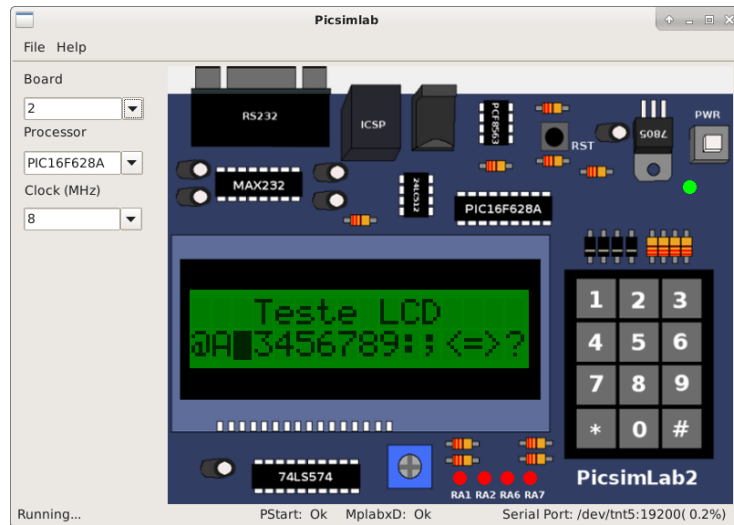 Picsimlab
File Help
Board
2
Processor
PIC16F628A
Clock (MHz)
8
RS232
ICSP
PCF8563
RST
7805
PWR
MAX232
24LC512
PIC16F628A
Teste LCD
@A█3456789:;<=>?
1 2 3
4 5 6
7 8 9
* 0 #
74LS574
RA1 RA2 RA6 RA7
PicsimLab2
Running... PStart: Ok MplabxD: Ok Serial Port: /dev/tnt5:19200( 0.2%)